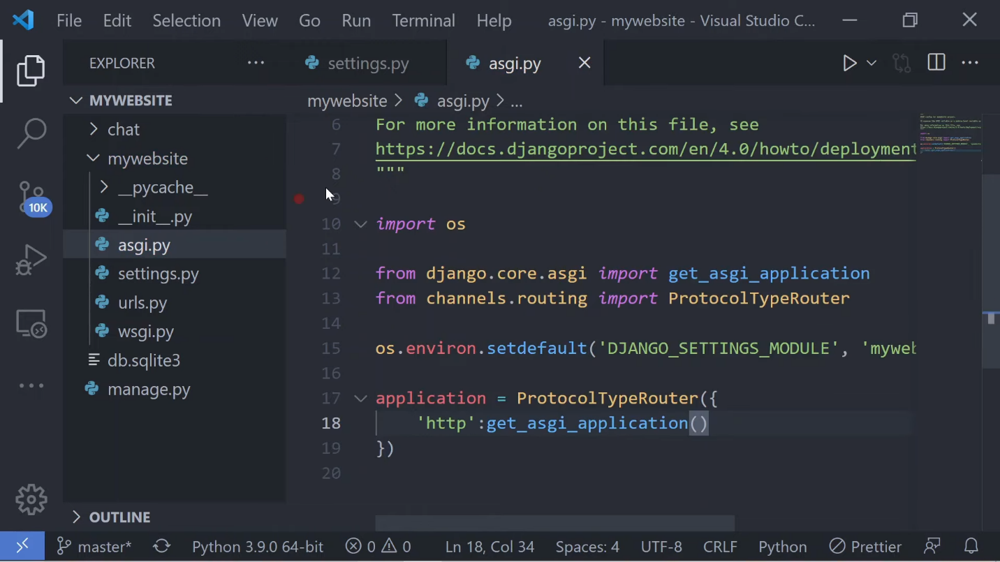 File Edit Selection View Go Run Terminal Help asgi.py - mywebsite - Visual Studio C...
EXPLORER
settings.py
asgi.py
MYWEBSITE
mywebsite > asgi.py > ...
chat
mywebsite
__pycache__
__init__.py
asgi.py
settings.py
urls.py
wsgi.py
db.sqlite3
manage.py
10K
6 For more information on this file, see
7 https://docs.djangoproject.com/en/4.0/howto/deployment
8 """
9
10 import os
11
12 from django.core.asgi import get_asgi_application
13 from channels.routing import ProtocolTypeRouter
14
15 os.environ.setdefault('DJANGO_SETTINGS_MODULE', 'myweb
16
17 application = ProtocolTypeRouter({
18 'http':get_asgi_application()
19 })
20
OUTLINE
master* Python 3.9.0 64-bit 0 0 Ln 18, Col 34 Spaces: 4 UTF-8 CRLF Python Prettier